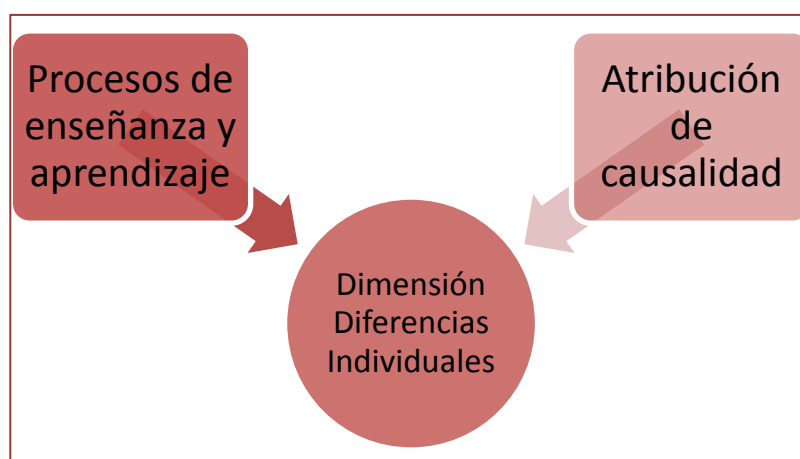 Procesos de
enseñanza y
aprendizaje
Atribución
de
causalidad
Dimensión
Diferencias
Individuales